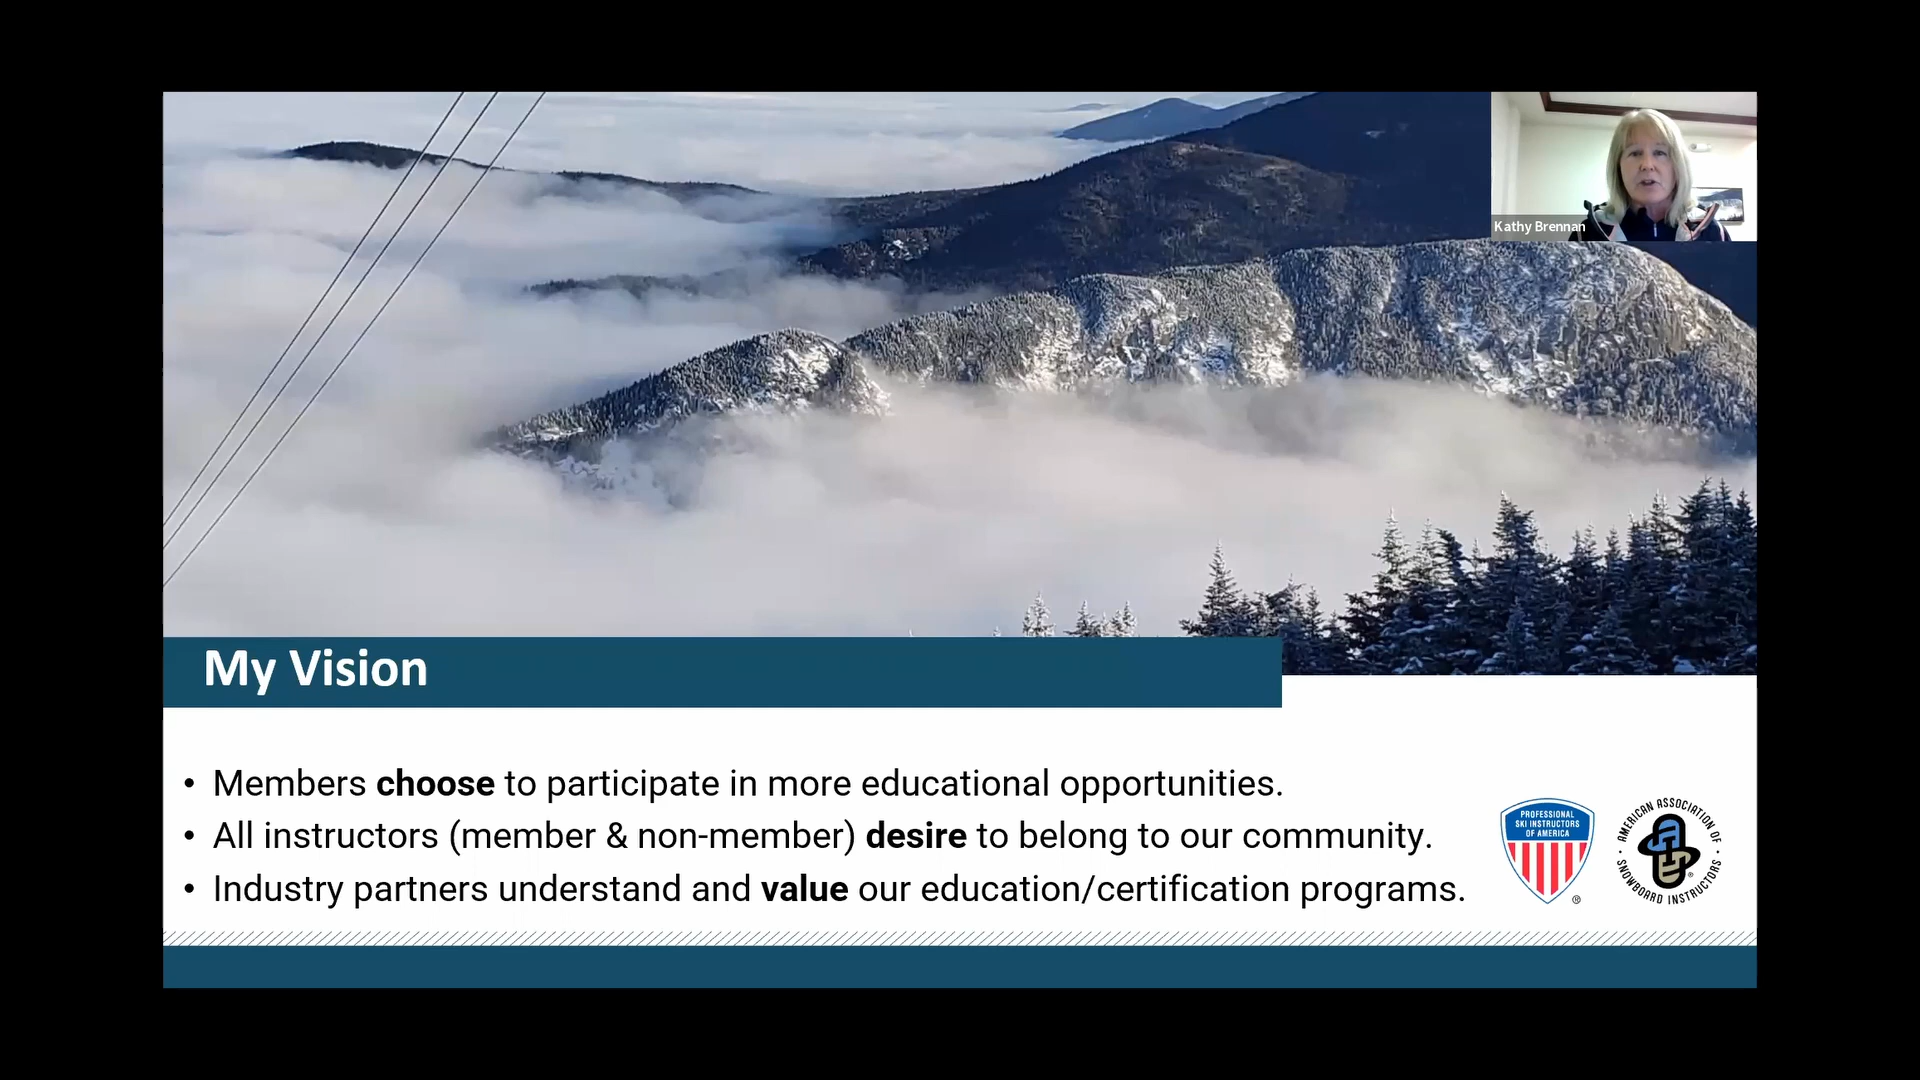 Kathy Brennan
My Vision
• Members choose to participate in more educational opportunities.
• All instructors (member & non-member) desire to belong to our community.
• Industry partners understand and value our education/certification programs.
PROFESSIONAL
SKI INSTRUCTORS
OF AMERICA
®
AMERICAN ASSOCIATION OF
SNOWBOARD INSTRUCTORS
®